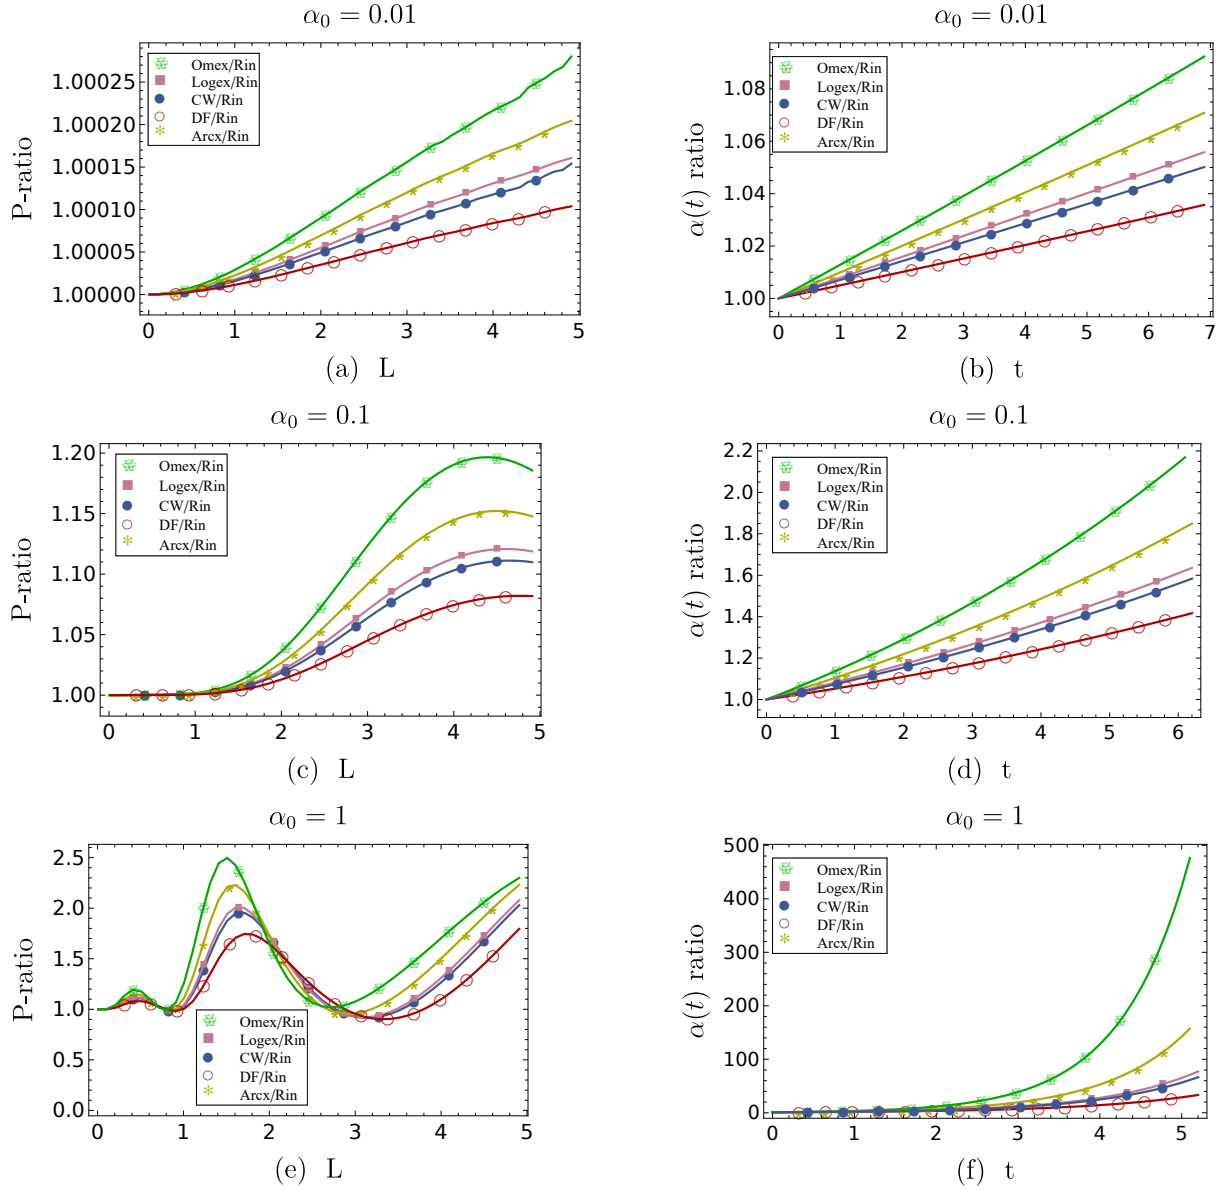 α₀ = 0.01
P-ratio
1.00025
1.00020
1.00015
1.00010
1.00005
1.00000
Omex/Rin
Logex/Rin
CW/Rin
DF/Rin
Arcx/Rin
0 1 2 3 4 5
(a) L
α₀ = 0.01
α(t) ratio
1.08
1.06
1.04
1.02
1.00
Omex/Rin
Logex/Rin
CW/Rin
DF/Rin
Arcx/Rin
0 1 2 3 4 5 6 7
(b) t
α₀ = 0.1
P-ratio
1.20
1.15
1.10
1.05
1.00
Omex/Rin
Logex/Rin
CW/Rin
DF/Rin
Arcx/Rin
0 1 2 3 4 5
(c) L
α₀ = 0.1
α(t) ratio
2.2
2.0
1.8
1.6
1.4
1.2
1.0
Omex/Rin
Logex/Rin
CW/Rin
DF/Rin
Arcx/Rin
0 1 2 3 4 5 6
(d) t
α₀ = 1
P-ratio
2.5
2.0
1.5
1.0
0.5
0.0
Omex/Rin
Logex/Rin
CW/Rin
DF/Rin
Arcx/Rin
0 1 2 3 4 5
(e) L
α₀ = 1
α(t) ratio
500
400
300
200
100
0
Omex/Rin
Logex/Rin
CW/Rin
DF/Rin
Arcx/Rin
0 1 2 3 4 5
(f) t